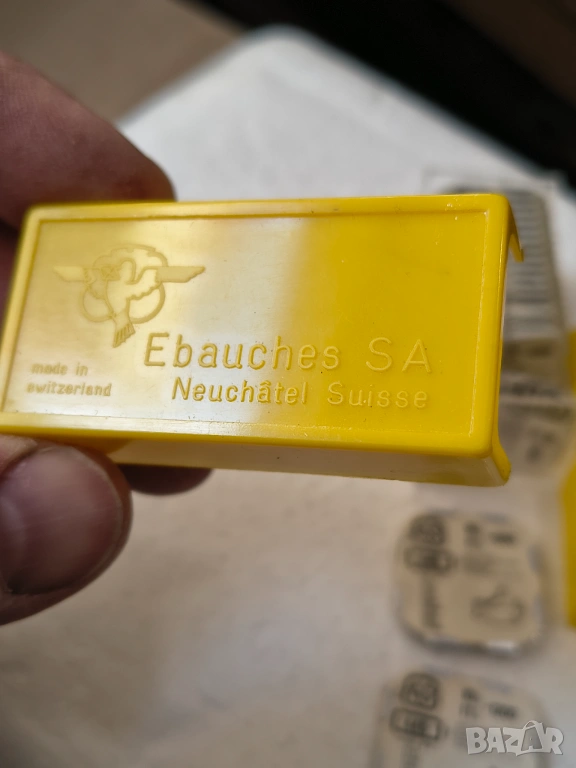 Ebauches SA
made in
switzerland
Neuchâtel Suisse
BAZAR